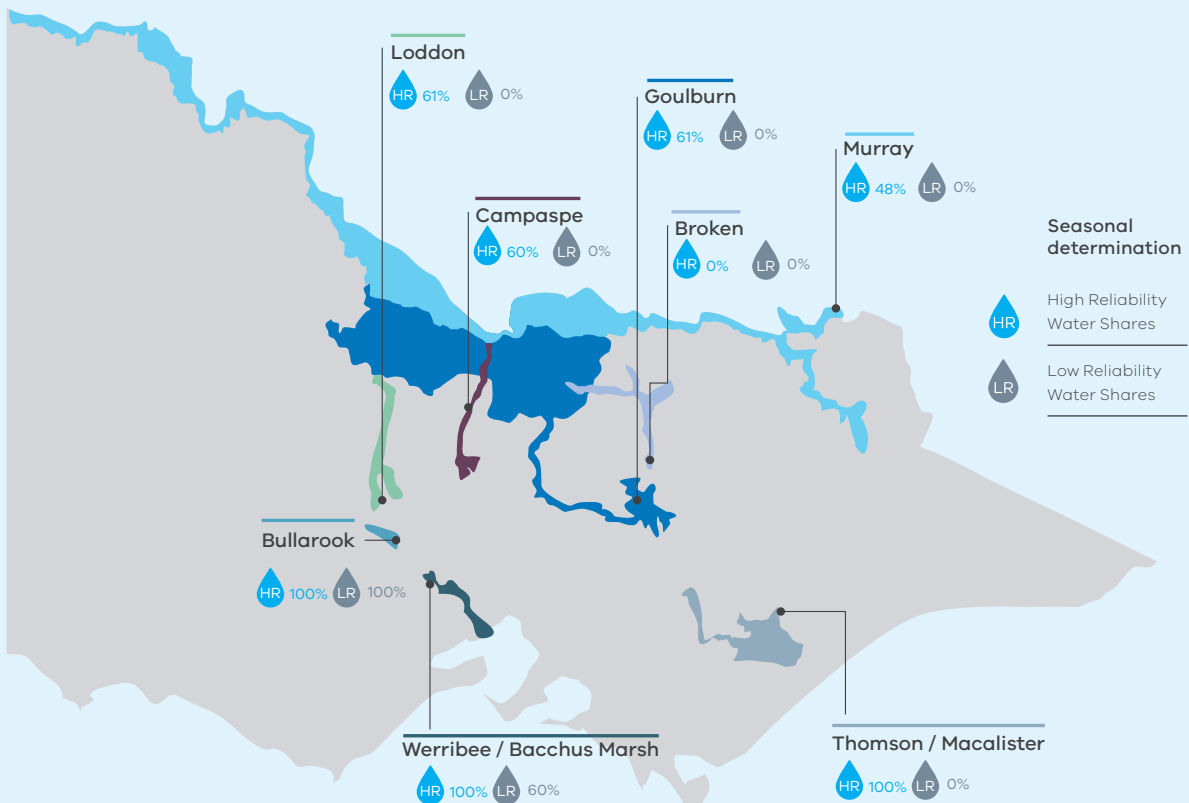 Loddon
HR 61% LR 0%
Goulburn
HR 61% LR 0%
Murray
HR 48% LR 0%
Campaspe
HR 60% LR 0%
Broken
HR 0% LR 0%
Seasonal
determination
HR High Reliability
Water Shares
LR Low Reliability
Water Shares
Bullarook
HR 100% LR 100%
Werribee / Bacchus Marsh
HR 100% LR 60%
Thomson / Macalister
HR 100% LR 0%